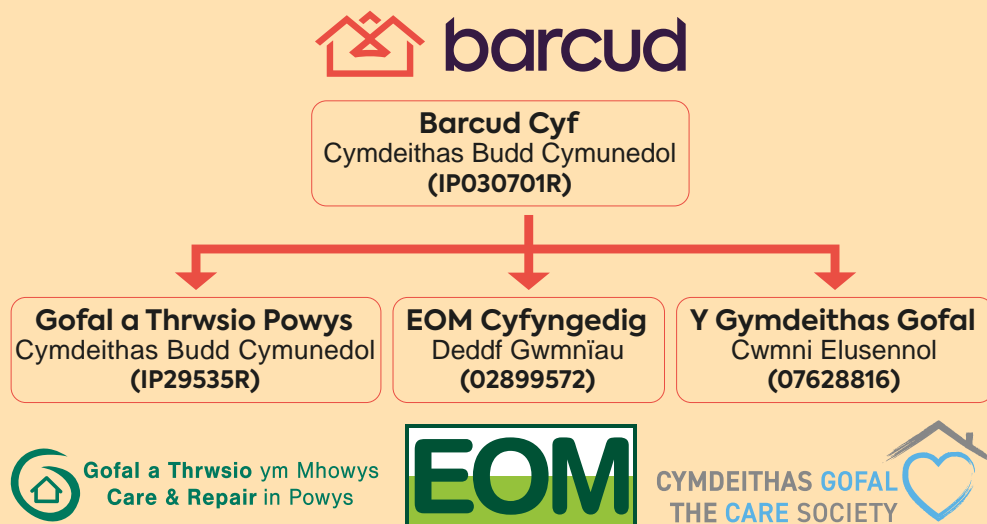 barcud
Barcud Cyf
Cymdeithas Budd Cymunedol
(IP030701R)
Gofal a Thrwsio Powys
Cymdeithas Budd Cymunedol
(IP29535R)
EOM Cyfyngedig
Deddf Gwmnïau
(02899572)
Y Gymdeithas Gofal
Cwmni Elusennol
(07628816)
Gofal a Thrwsio ym Mhowys
Care & Repair in Powys
EOM
CYMDEITHAS GOFAL
THE CARE SOCIETY